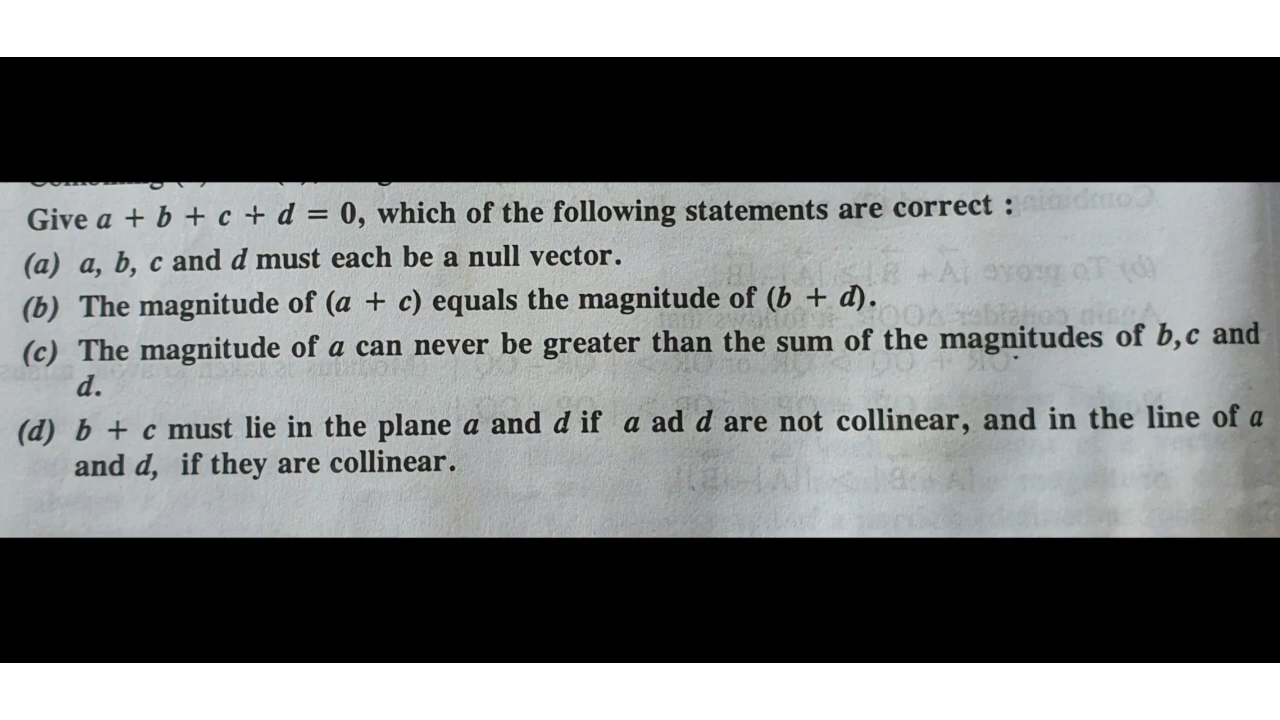 Give a + b + c + d = 0, which of the following statements are correct :
(a) a, b, c and d must each be a null vector.
(b) The magnitude of (a + c) equals the magnitude of (b + d).
(c) The magnitude of a can never be greater than the sum of the magnitudes of b,c and
d.
(d) b + c must lie in the plane a and d if a ad d are not collinear, and in the line of a
and d, if they are collinear.